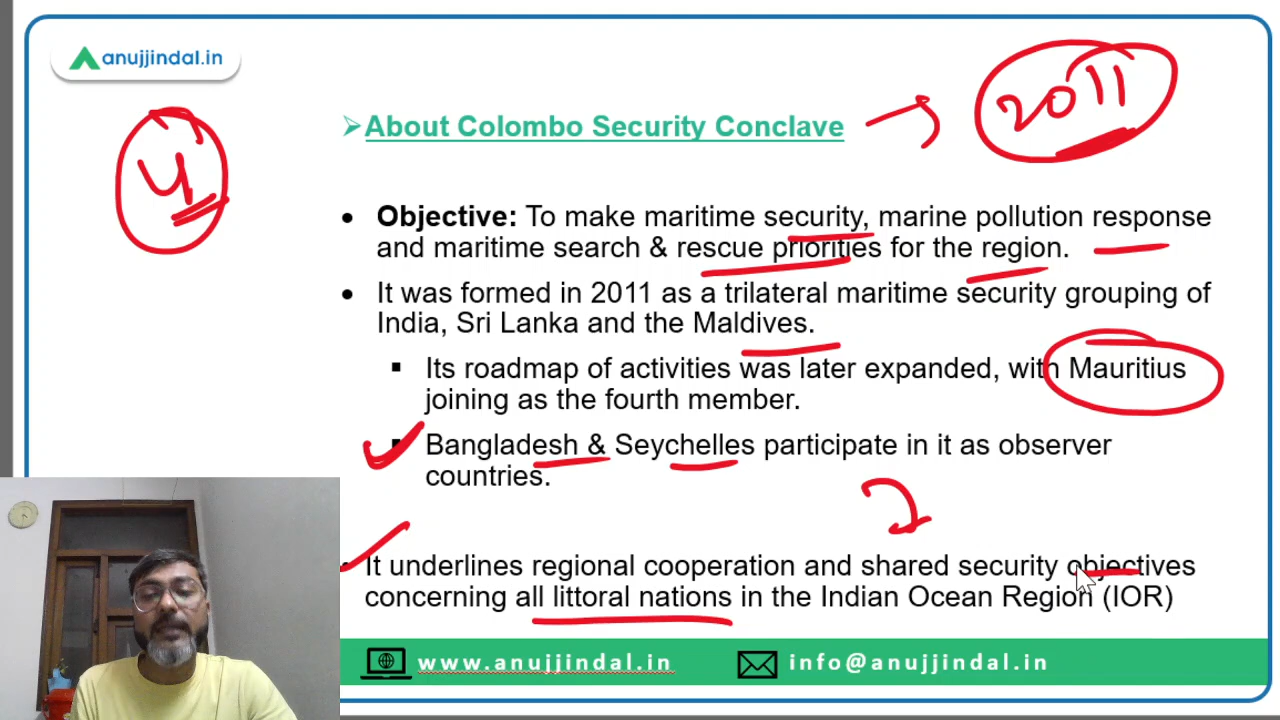 anujjindal.in
4
➢About Colombo Security Conclave
2011
• Objective: To make maritime security, marine pollution response
and maritime search & rescue priorities for the region.
• It was formed in 2011 as a trilateral maritime security grouping of
India, Sri Lanka and the Maldives.
▪ Its roadmap of activities was later expanded, with Mauritius
joining as the fourth member.
▪ Bangladesh & Seychelles participate in it as observer
countries.
• It underlines regional cooperation and shared security objectives
concerning all littoral nations in the Indian Ocean Region (IOR)
www.anujjindal.in
info@anujjindal.in